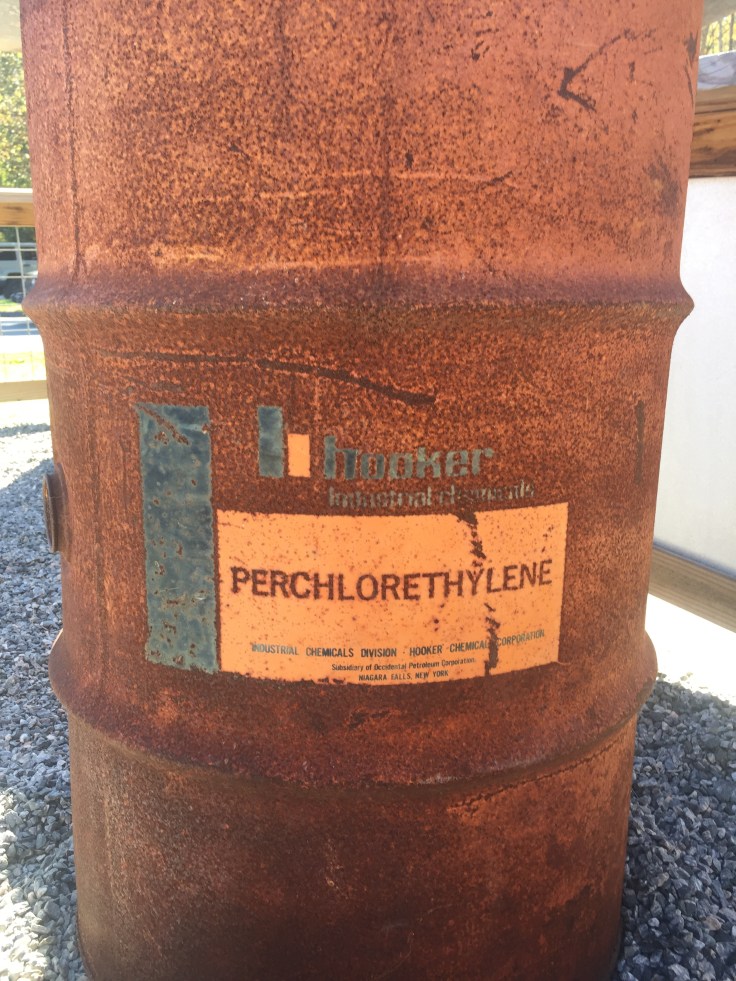 hooker
industrial chemicals
PERCHLORETHYLENE
INDUSTRIAL CHEMICALS DIVISION · HOOKER CHEMICAL CORPORATION
Subsidiary of Occidental Petroleum Corporation
NIAGARA FALLS, NEW YORK